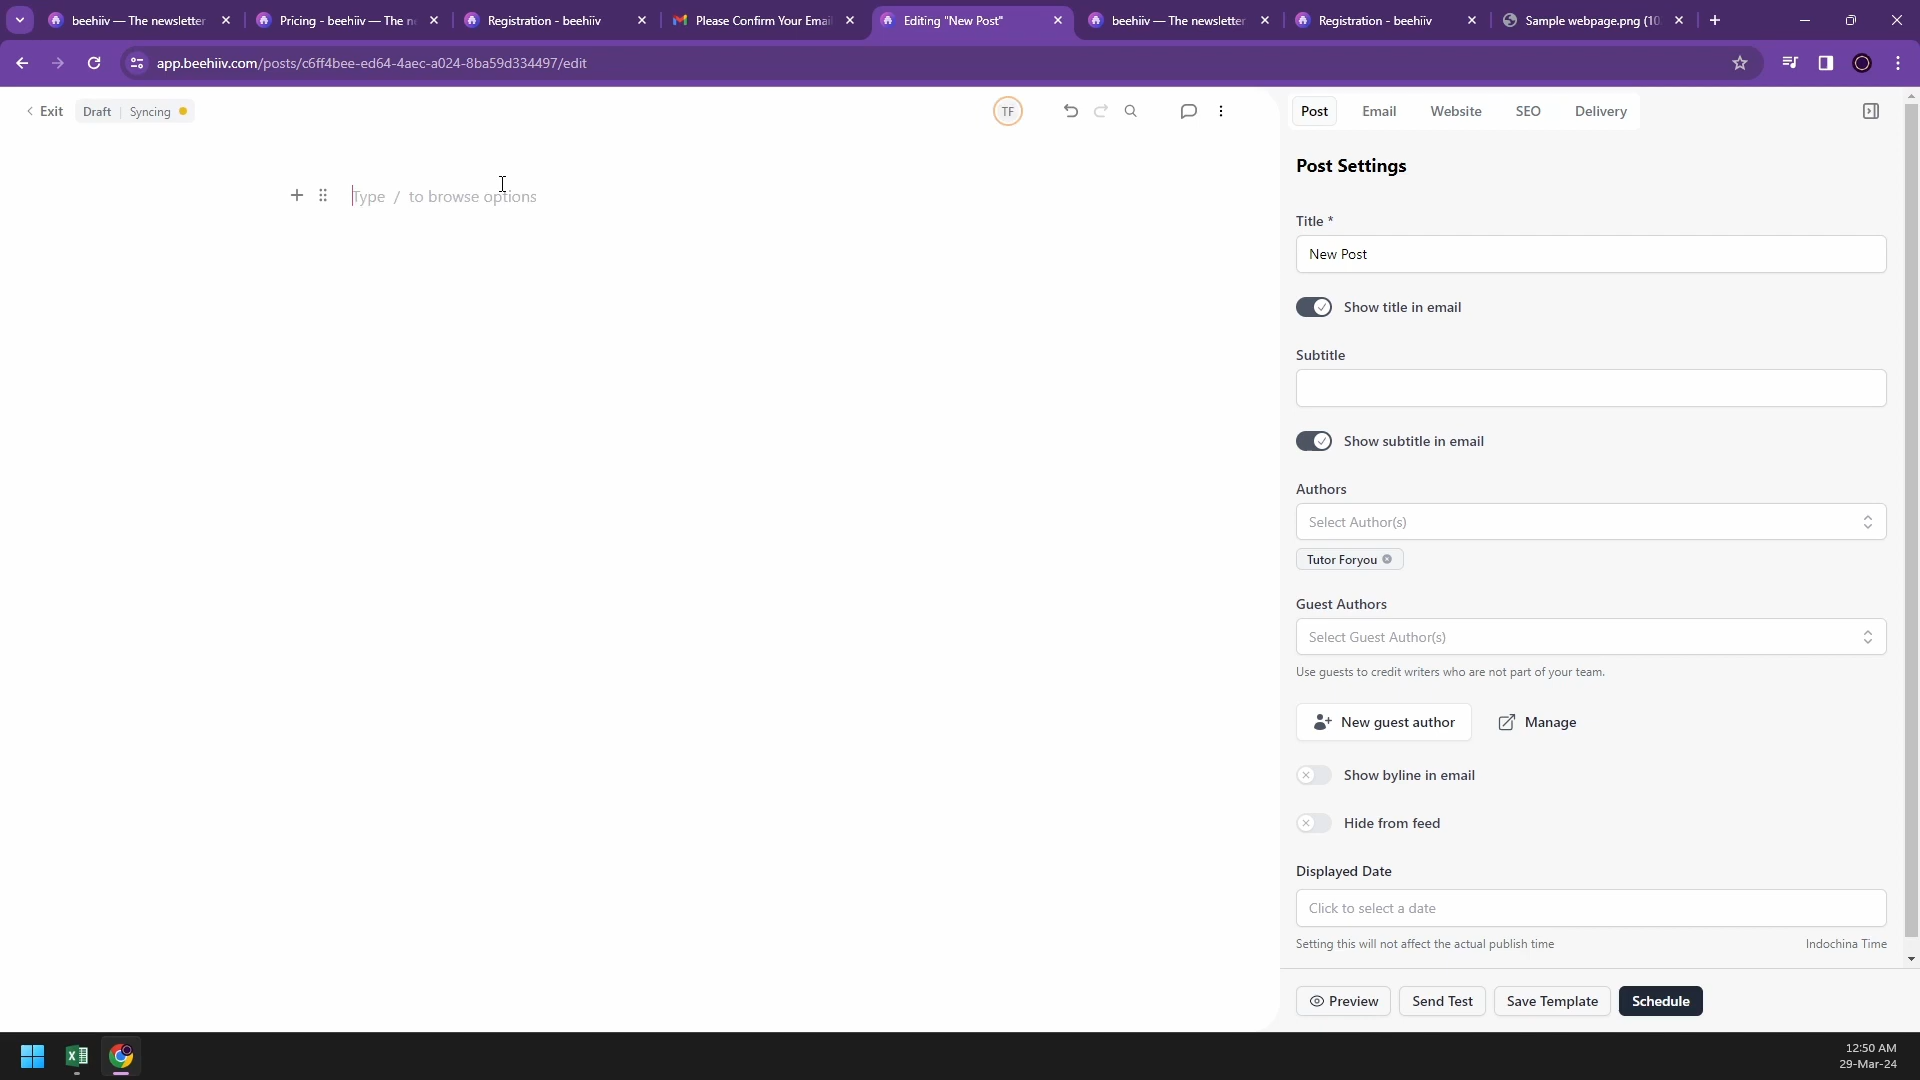 beehiiv — The newsletter
Pricing - beehiiv — The ne
Registration - beehiiv
Please Confirm Your Email
Editing "New Post"
beehiiv — The newsletter
Registration - beehiiv
Sample webpage.png (10
app.beehiiv.com/posts/c6ff4bee-ed64-4aec-a024-8ba59d334497/edit
Exit
Draft | Syncing
TF
Post
Email
Website
SEO
Delivery
Type / to browse options
Post Settings
Title *
New Post
Show title in email
Subtitle
Show subtitle in email
Authors
Select Author(s)
Tutor Foryou
Guest Authors
Select Guest Author(s)
Use guests to credit writers who are not part of your team.
New guest author
Manage
Show byline in email
Hide from feed
Displayed Date
Click to select a date
Setting this will not affect the actual publish time
Indochina Time
Preview
Send Test
Save Template
Schedule
12:50 AM
29-Mar-24